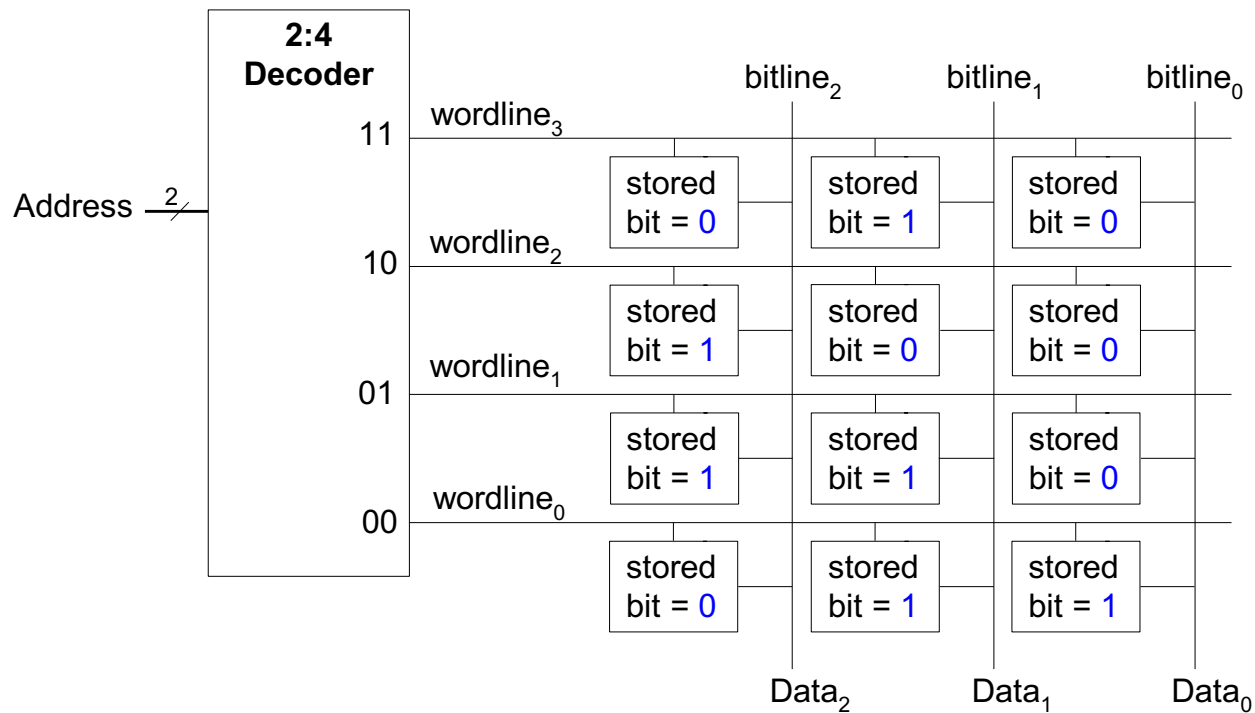 2:4
Decoder
bitline₂ bitline₁ bitline₀
wordline₃
11
stored stored stored
bit = 0 bit = 1 bit = 0
Address 2
wordline₂
10
stored stored stored
bit = 1 bit = 0 bit = 0
wordline₁
01
stored stored stored
bit = 1 bit = 1 bit = 0
wordline₀
00
stored stored stored
bit = 0 bit = 1 bit = 1
Data₂ Data₁ Data₀